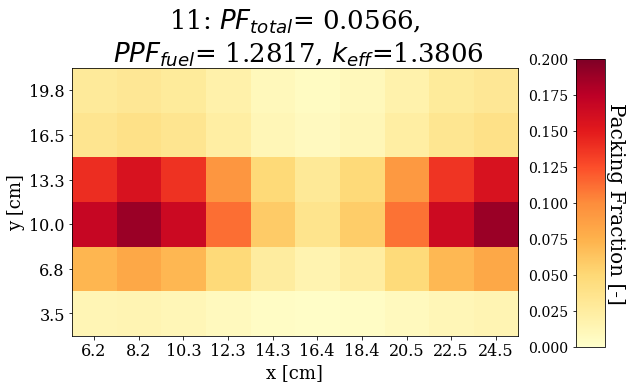 11: PF_total= 0.0566,
PPF_fuel= 1.2817, k_eff=1.3806
y [cm]
19.8
16.5
13.3
10.0
6.8
3.5
6.2 8.2 10.3 12.3 14.3 16.4 18.4 20.5 22.5 24.5
x [cm]
0.200
0.175
0.150
0.125
0.100
0.075
0.050
0.025
0.000
Packing Fraction [-]